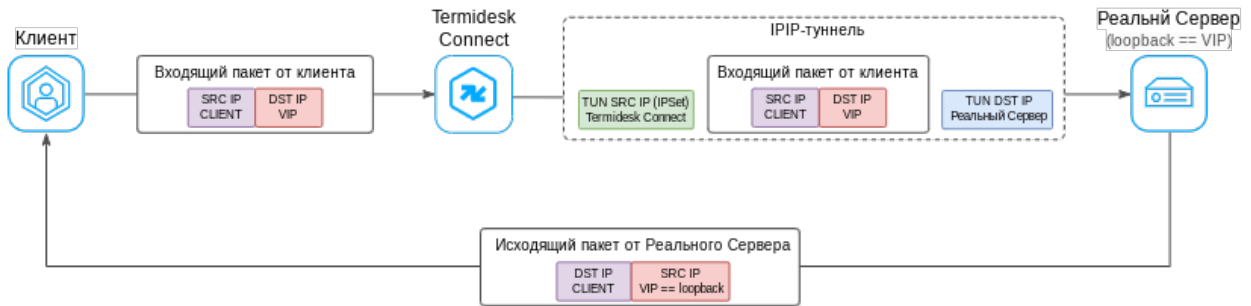 Клиент
Входящий пакет от клиента
SRC IP
CLIENT
DST IP
VIP
Termidesk
Connect
IPIP-туннель
TUN SRC IP (IPSet)
Termidesk Connect
Входящий пакет от клиента
SRC IP
CLIENT
DST IP
VIP
TUN DST IP
Реальный Сервер
Реальнй Сервер
(loopback == VIP)
Исходящий пакет от Реального Сервера
DST IP
CLIENT
SRC IP
VIP == loopback